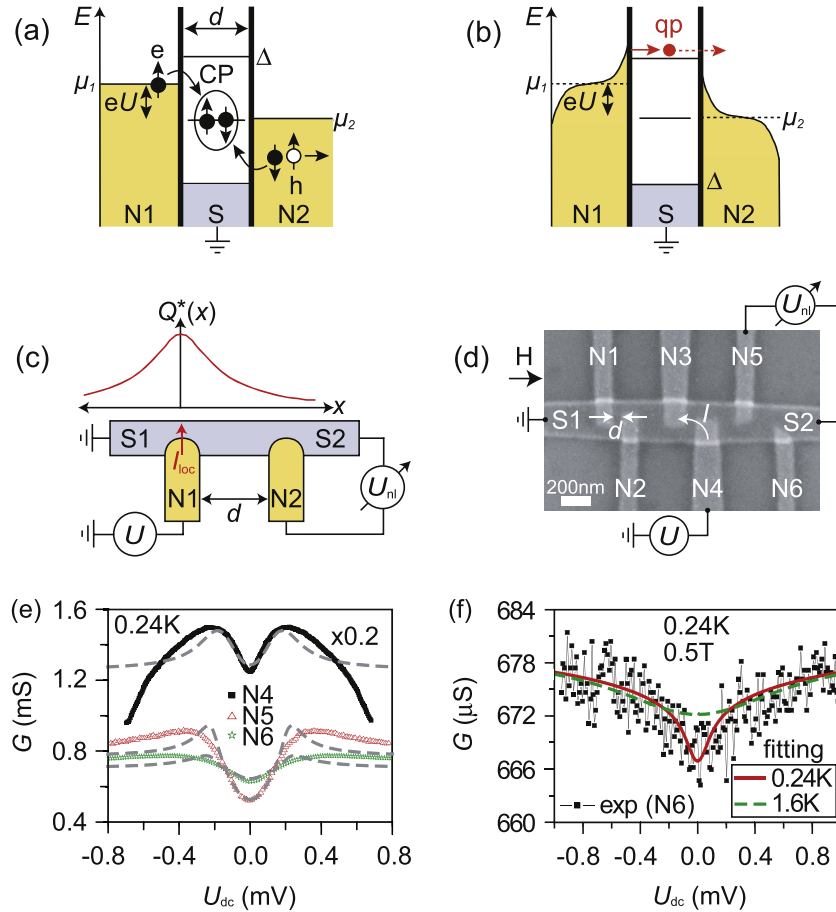 (a)
E
d
e
Δ
CP
μ1
eU
μ2
h
N1
S
N2
(b)
E
qp
μ1
eU
μ2
Δ
N1
S
N2
(c)
Q*(x)
x
S1
S2
Iloc
N1
d
N2
Unl
U
(d)
Unl
H
N1
N3
N5
S1
d
I
S2
200nm
N2
N4
N6
U
(e)
1.6
0.24K
x0.2
1.2
G (mS)
N4
N5
N6
0.8
0.4
-0.8 -0.4 0.0 0.4 0.8
Udc (mV)
(f)
684
0.24K
0.5T
678
G (μS)
672
fitting
666
0.24K
exp (N6)
1.6K
660
-0.8 -0.4 0.0 0.4 0.8
Udc (mV)